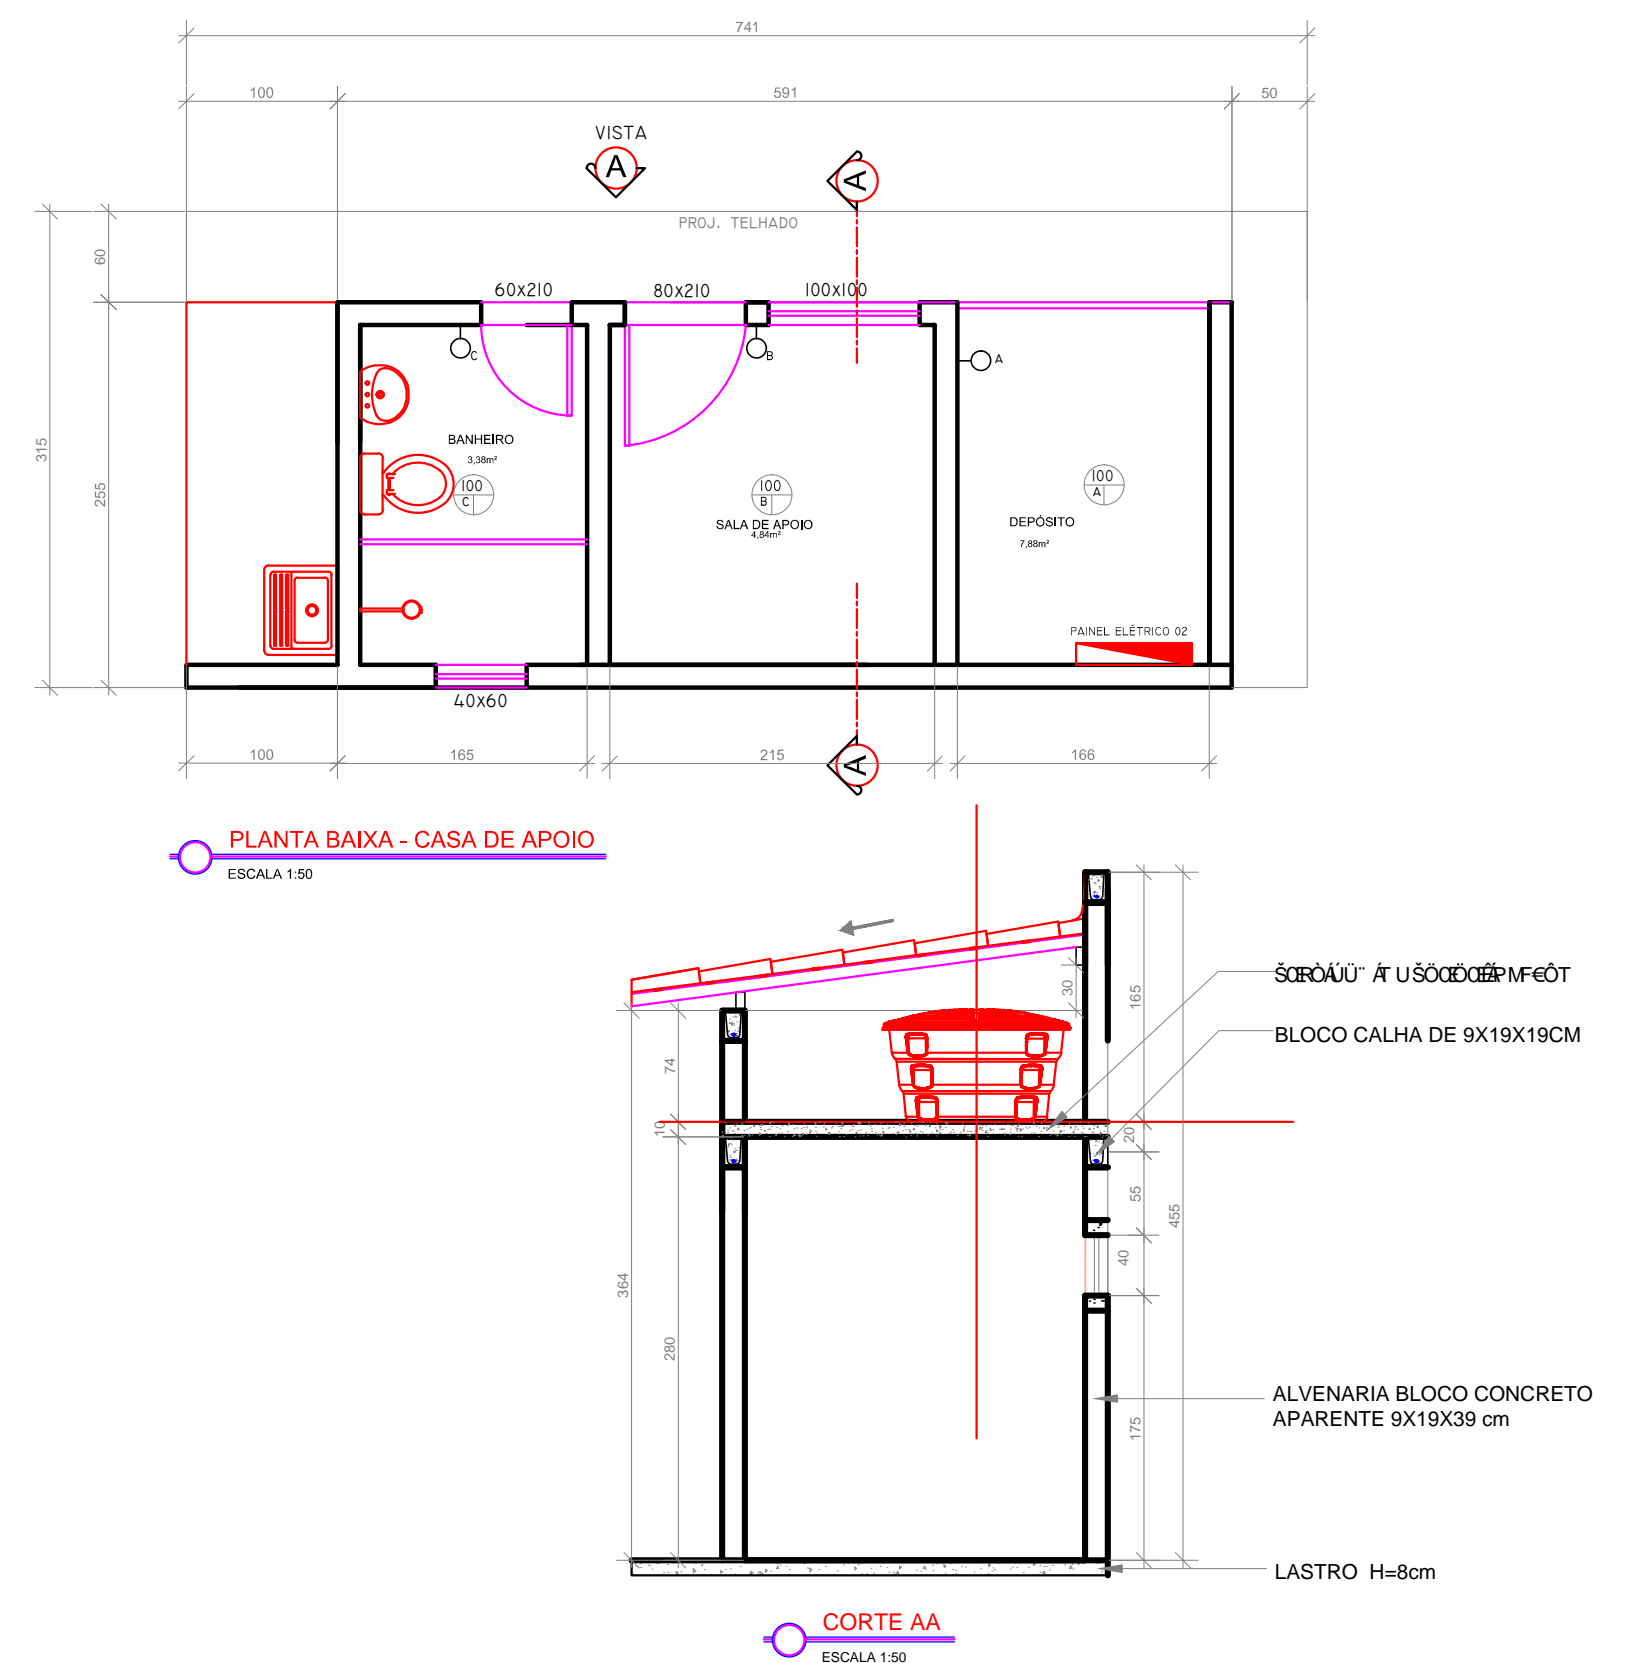 741
100
591
50
VISTA
A
A
PROJ. TELHADO
60
315
255
60x210
80x210
100x100
C
B
A
BANHEIRO
3,38m²
100
C
100
B
SALA DE APOIO
4,84m²
100
A
DEPÓSITO
7,88m²
PAINEL ELÉTRICO 02
40x60
100
165
215
A
166
PLANTA BAIXA - CASA DE APOIO
ESCALA 1:50
30
165
BLOCO CALHA DE 9X19X19CM
74
10
20
55
455
40
364
280
175
ALVENARIA BLOCO CONCRETO
APARENTE 9X19X39 cm
LASTRO H=8cm
CORTE AA
ESCALA 1:50